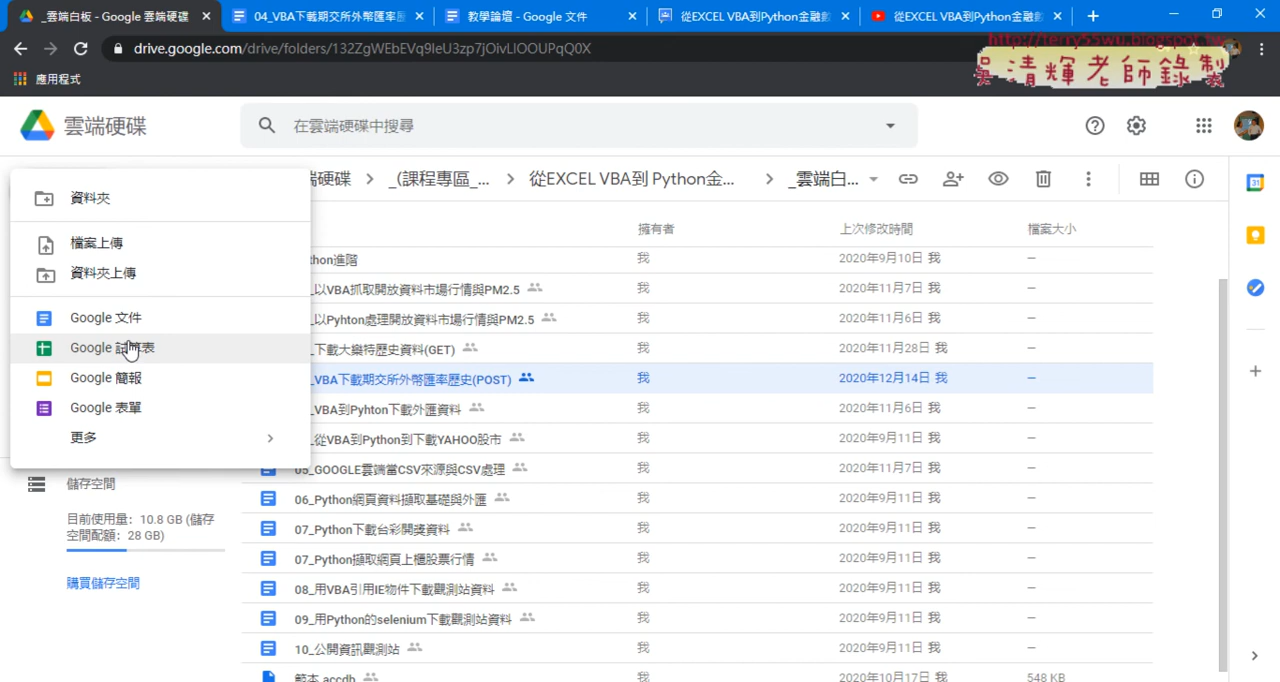 _雲端白板 - Google 雲端硬碟
04_VBA下載期交所外幣匯率歷
教學論壇 - Google 文件
從EXCEL VBA到Python金融數
從EXCEL VBA到Python金融數
drive.google.com/drive/folders/132ZgWEbEVq9leU3zp7jOivLIOOUPqQ0X
http://terry55wu.blogspot.tw
吳清輝老師錄製
應用程式
雲端硬碟
在雲端硬碟中搜尋
端硬碟 > _(課程專區_... > 從EXCEL VBA到 Python金... > _雲端白...
資料夾
檔案上傳
資料夾上傳
Google 文件
Google 試算表
Google 簡報
Google 表單
更多
儲存空間
目前使用量：10.8 GB (儲存
空間配額：28 GB)
購買儲存空間
擁有者 上次修改時間 檔案大小
thon進階 我 2020年9月10日 我 —
_以VBA抓取開放資料市場行情與PM2.5 我 2020年11月7日 我 —
_以Pyhton處理開放資料市場行情與PM2.5 我 2020年11月6日 我 —
_下載大樂特歷史資料(GET) 我 2020年11月28日 我 —
_VBA下載期交所外幣匯率歷史(POST) 我 2020年12月14日 我 —
_VBA到Pyhton下載外匯資料 我 2020年11月6日 我 —
_從VBA到Python到下載YAHOO股市 我 2020年9月11日 我 —
05_GOOGLE雲端當CSV來源與CSV處理 我 2020年11月7日 我 —
06_Python網頁資料擷取基礎與外匯 我 2020年9月11日 我 —
07_Python下載台彩開獎資料 我 2020年9月11日 我 —
07_Python擷取網頁上櫃股票行情 我 2020年9月11日 我 —
08_用VBA引用IE物件下載觀測站資料 我 2020年9月11日 我 —
09_用Python的selenium下載觀測站資料 我 2020年9月11日 我 —
10_公開資訊觀測站 我 2020年9月11日 我 —
範本.accdb 我 2020年10月17日 我 548 KB